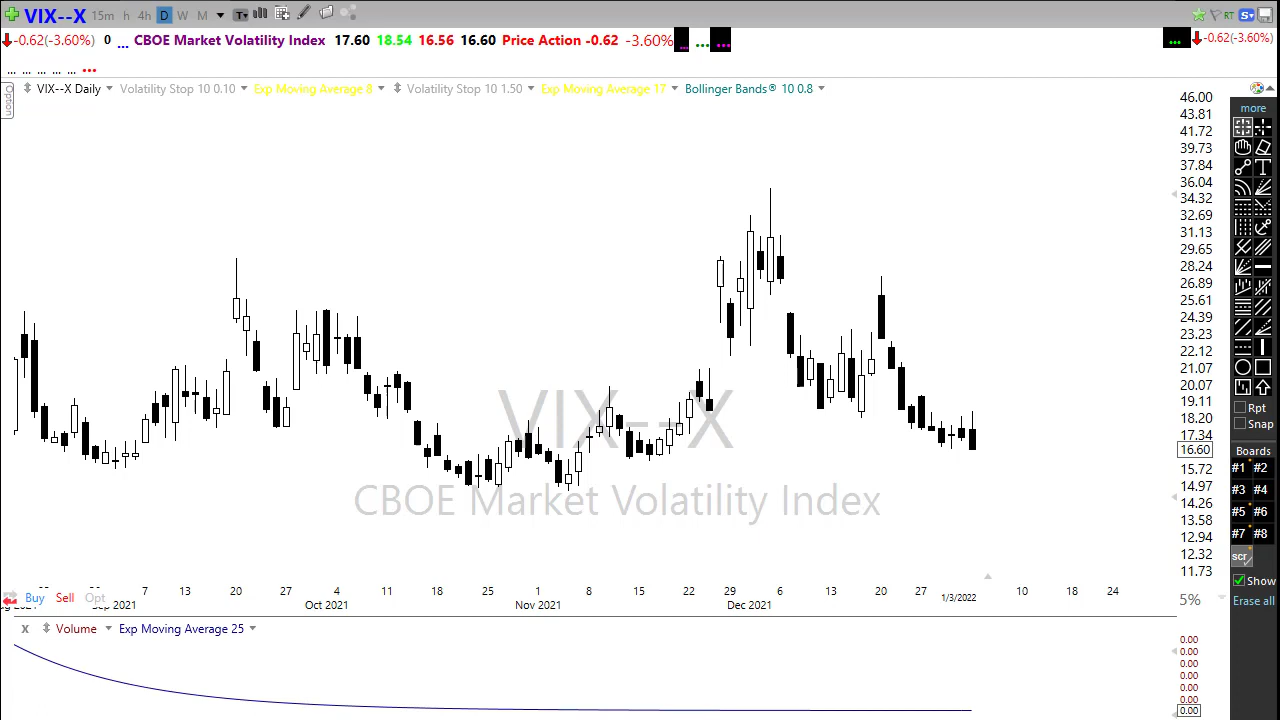 VIX--X 15m h 4h D W M T RT S
-0.62(-3.60%) 0 ... CBOE Market Volatility Index 17.60 18.54 16.56 16.60 Price Action -0.62 -3.60% ... ... ... ... -0.62(-3.60%)
... ... ... ... ... ...
Option
VIX--X Daily Volatility Stop 10 0.10 Exp Moving Average 8 Volatility Stop 10 1.50 Exp Moving Average 17 Bollinger Bands® 10 0.8
46.00
43.81
41.72
39.73
37.84
36.04
34.32
32.69
31.13
29.65
28.24
26.89
25.61
24.39
23.23
22.12
21.07
20.07
19.11
18.20
17.34
16.60
15.72
14.97
14.26
13.58
12.94
12.32
11.73
VIX--X
CBOE Market Volatility Index
7 13 20 27 4 11 18 25 1 8 15 22 29 6 13 20 27 1/3/2022 10 18 24
Buy Sell Opt 5%
Sep 2021 Oct 2021 Nov 2021 Dec 2021
X Volume Exp Moving Average 25
0.00
0.00
0.00
0.00
0.00
0.00
0.00
more
T
Rpt
Snap
Boards
#1 #2
#3 #4
#5 #6
#7 #8
scr
Show
Erase all